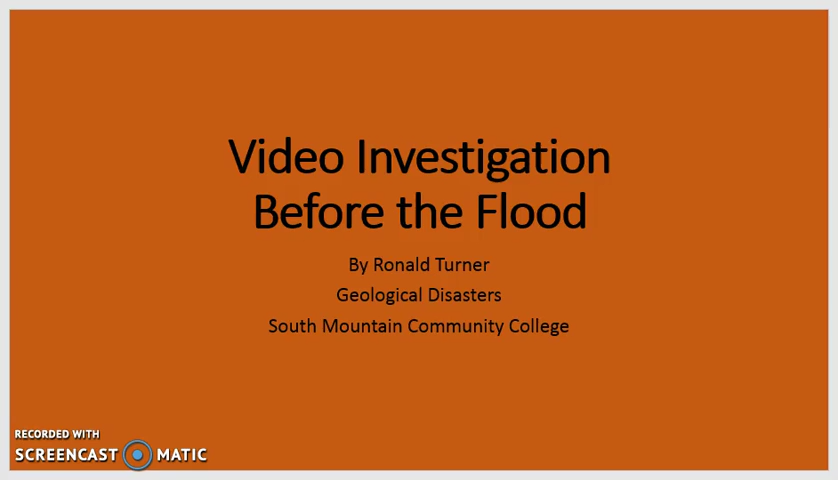 Video Investigation
Before the Flood
By Ronald Turner
Geological Disasters
South Mountain Community College
RECORDED WITH
SCREENCAST MATIC